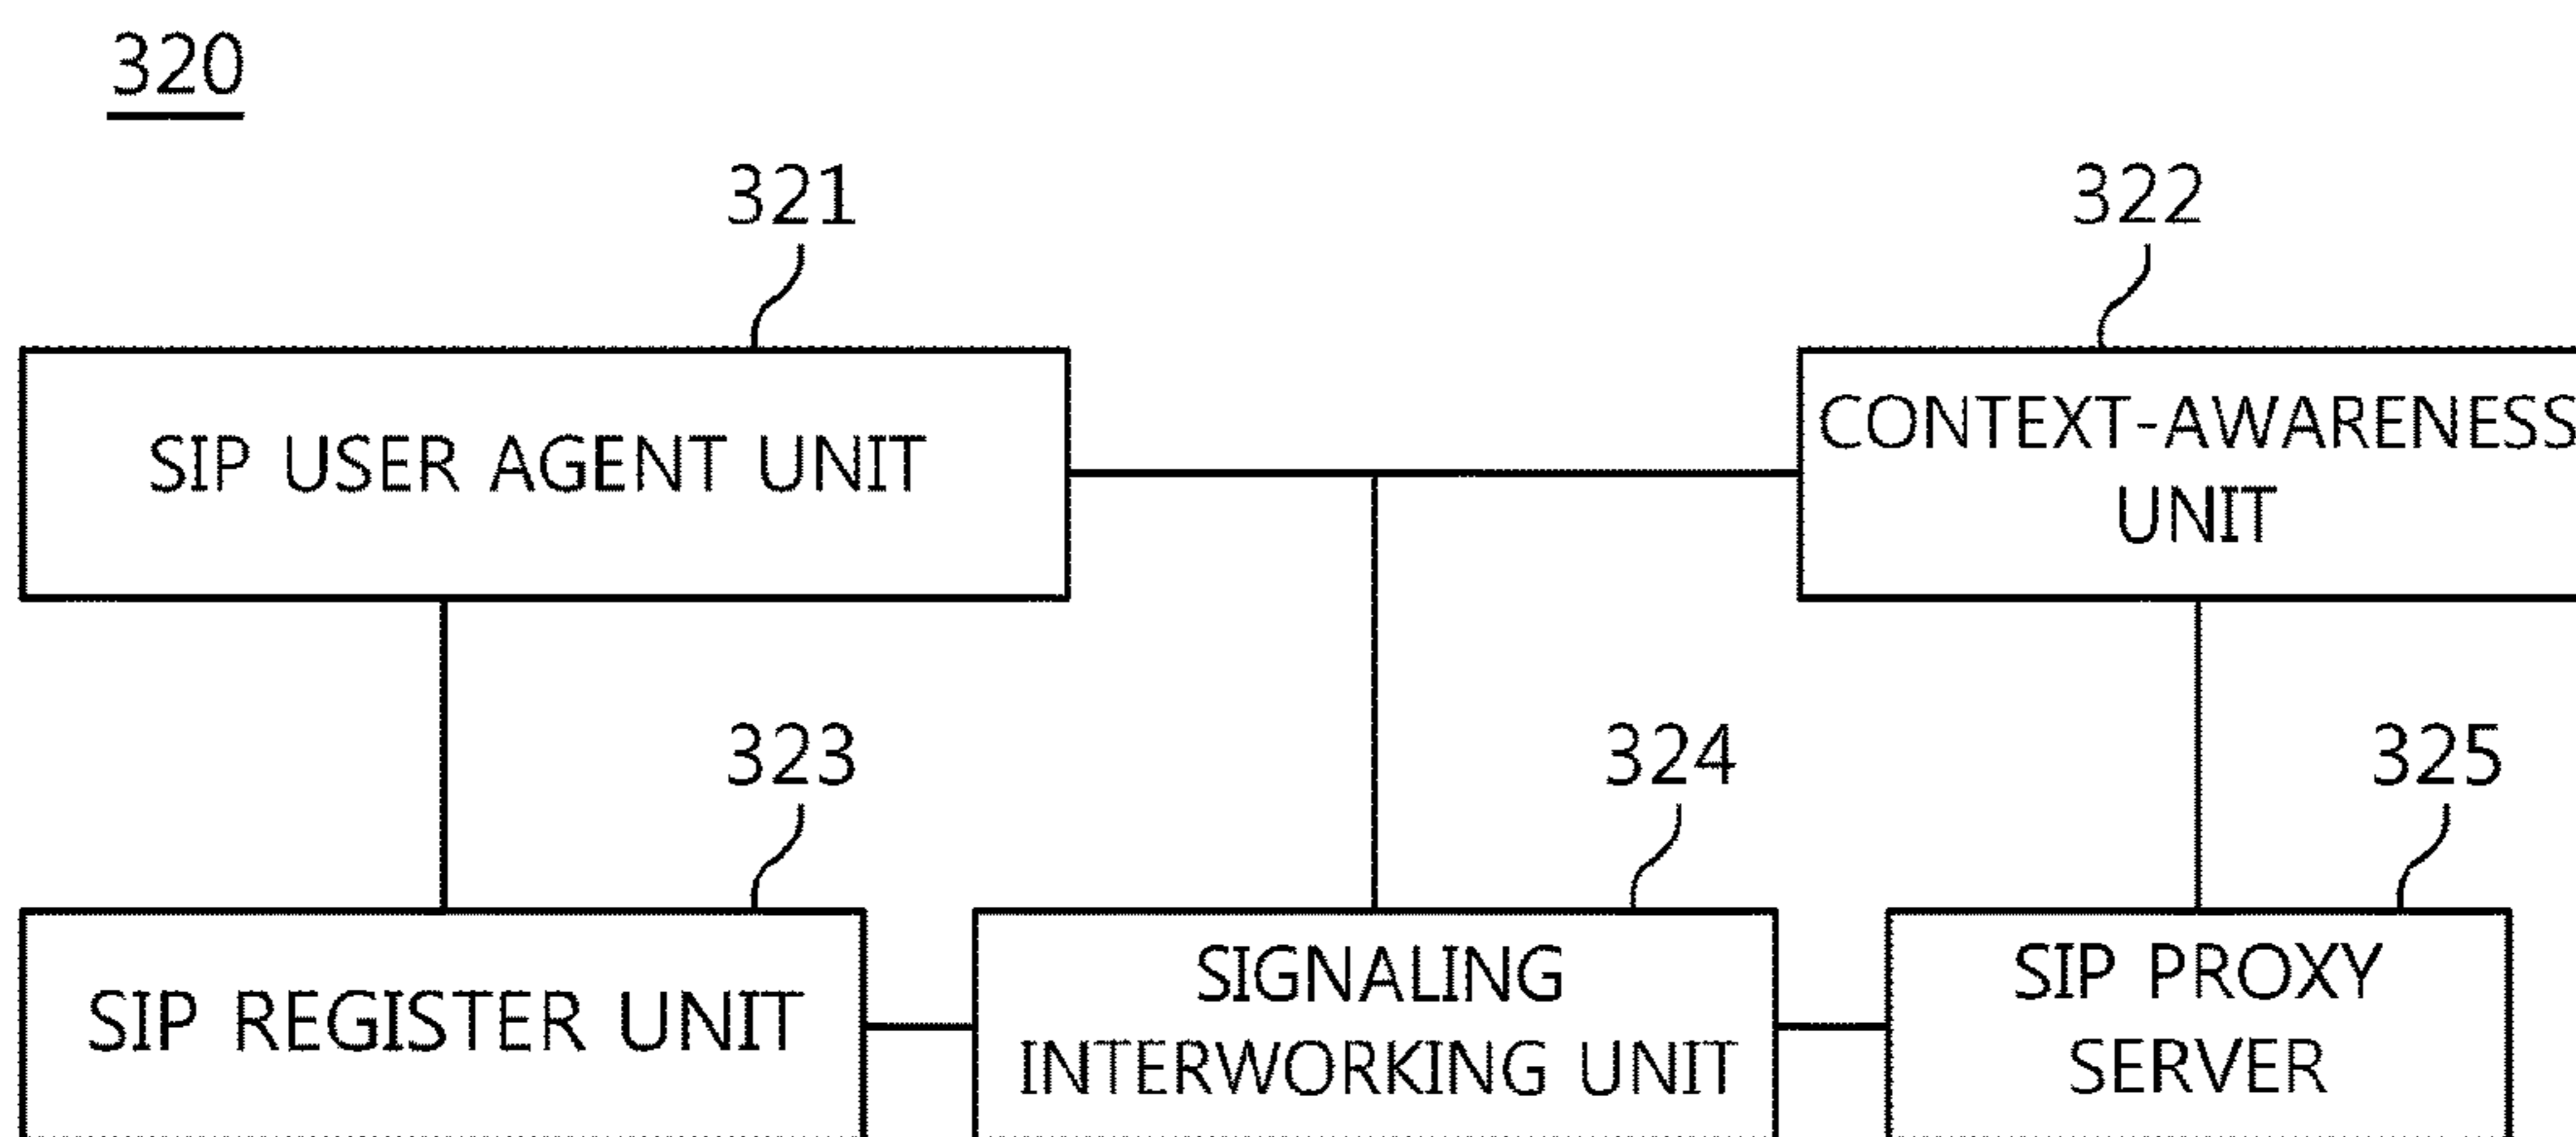 320
321
322
SIP USER AGENT UNIT
CONTEXT-AWARENESS
UNIT
323
324
325
SIP REGISTER UNIT
SIGNALING
INTERWORKING UNIT
SIP PROXY
SERVER